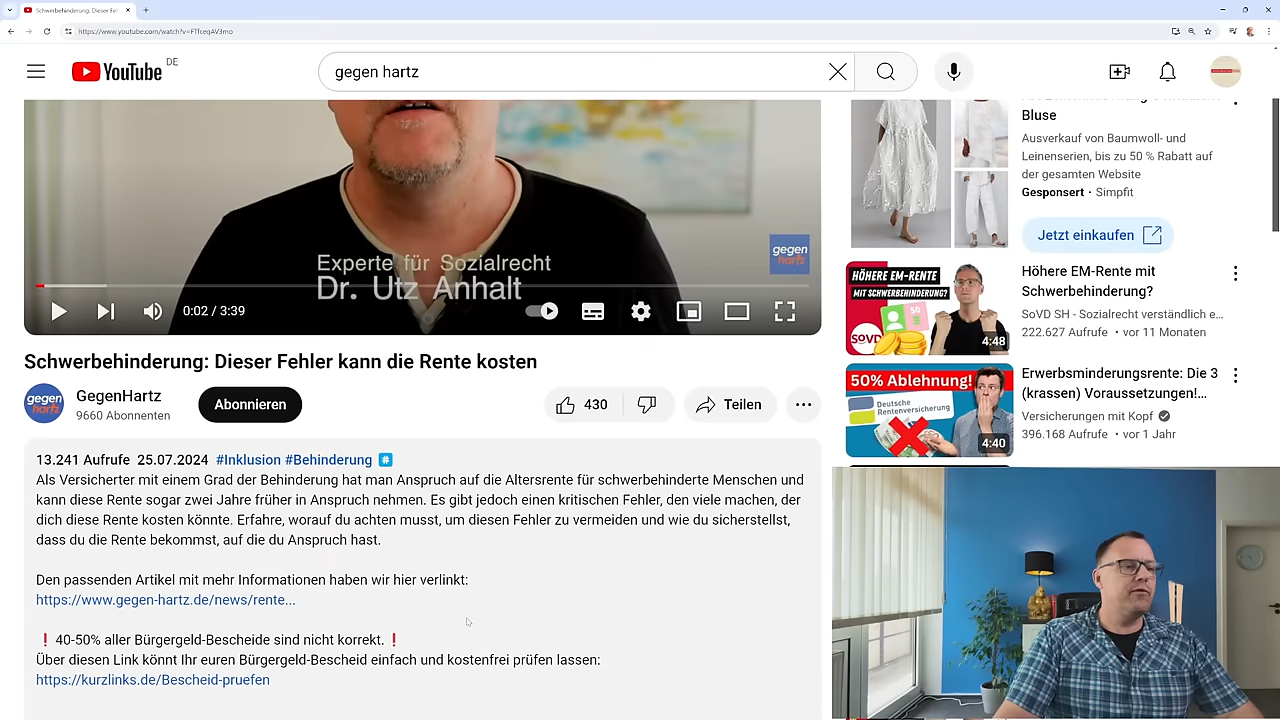 Schwerbehinderung: Dieser Fel
https://www.youtube.com/watch?v=FTfceqAV3mo
YouTube DE
gegen hartz
Experte für Sozialrecht
Dr. Utz Anhalt
gegen
hartz
0:02 / 3:39
Schwerbehinderung: Dieser Fehler kann die Rente kosten
gegen
hartz
GegenHartz
9660 Abonnenten
Abonnieren
430
Teilen
13.241 Aufrufe 25.07.2024 #Inklusion #Behinderung
Als Versicherter mit einem Grad der Behinderung hat man Anspruch auf die Altersrente für schwerbehinderte Menschen und
kann diese Rente sogar zwei Jahre früher in Anspruch nehmen. Es gibt jedoch einen kritischen Fehler, den viele machen, der
dich diese Rente kosten könnte. Erfahre, worauf du achten musst, um diesen Fehler zu vermeiden und wie du sicherstellst,
dass du die Rente bekommst, auf die du Anspruch hast.
Den passenden Artikel mit mehr Informationen haben wir hier verlinkt:
https://www.gegen-hartz.de/news/rente...
❗ 40-50% aller Bürgergeld-Bescheide sind nicht korrekt. ❗
Über diesen Link könnt Ihr euren Bürgergeld-Bescheid einfach und kostenfrei prüfen lassen:
https://kurzlinks.de/Bescheid-pruefen
Bluse
Ausverkauf von Baumwoll- und
Leinenserien, bis zu 50 % Rabatt auf
der gesamten Website
Gesponsert · Simpfit
Jetzt einkaufen
HÖHERE EM-RENTE
MIT SCHWERBEHINDERUNG?
50
SOVD
4:48
Höhere EM-Rente mit
Schwerbehinderung?
SoVD SH - Sozialrecht verständlich e...
222.627 Aufrufe · vor 11 Monaten
50% Ablehnung!
Deutsche
Rentenversicherung
4:40
Erwerbsminderungsrente: Die 3
(krassen) Voraussetzungen!...
Versicherungen mit Kopf
396.168 Aufrufe · vor 1 Jahr